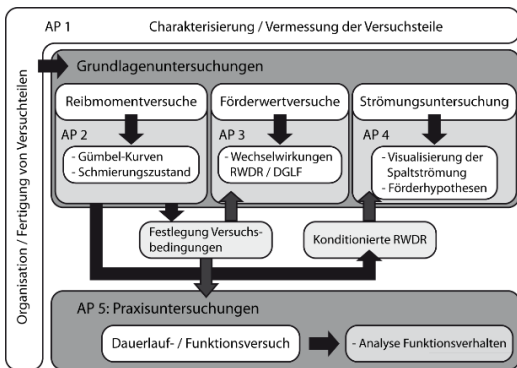 AP 1
Charakterisierung / Vermessung der Versuchsteile
Organisation / Fertigung von Versuchteilen
Grundlagenuntersuchungen
Reibmomentversuche
Förderwertversuche
Strömungsuntersuchung
AP 2
AP 3
AP 4
- Gümbel-Kurven
- Schmierungszustand
- Wechselwirkungen
RWDR / DGLF
- Visualisierung der
Spaltströmung
- Förderhypothesen
Festlegung Versuchs-
bedingungen
Konditionierte RWDR
AP 5: Praxisuntersuchungen
Dauerlauf- / Funktionsversuch
- Analyse Funktionsverhalten